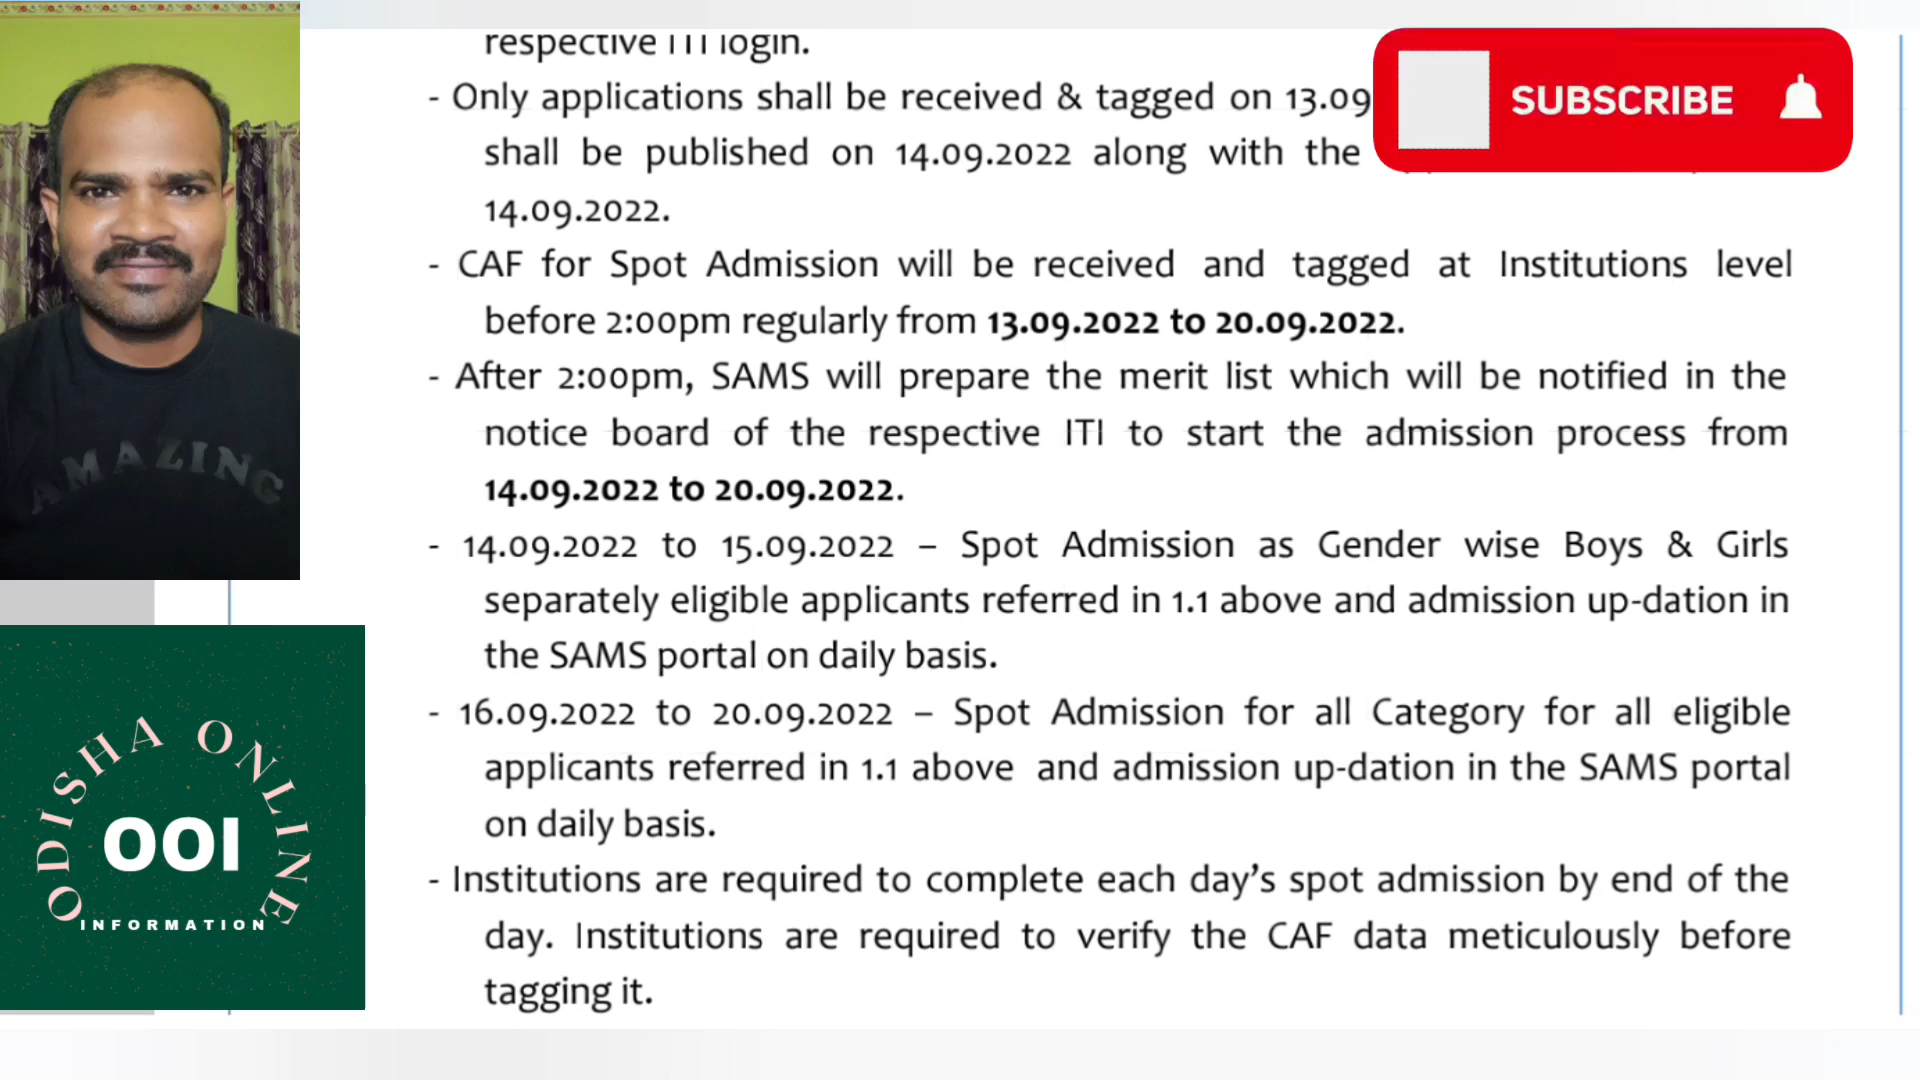 respective ITI login.
- Only applications shall be received & tagged on 13.09
shall be published on 14.09.2022 along with the
14.09.2022.
- CAF for Spot Admission will be received and tagged at Institutions level
before 2:00pm regularly from 13.09.2022 to 20.09.2022.
- After 2:00pm, SAMS will prepare the merit list which will be notified in the
notice board of the respective ITI to start the admission process from
14.09.2022 to 20.09.2022.
- 14.09.2022 to 15.09.2022 – Spot Admission as Gender wise Boys & Girls
separately eligible applicants referred in 1.1 above and admission up-dation in
the SAMS portal on daily basis.
- 16.09.2022 to 20.09.2022 – Spot Admission for all Category for all eligible
applicants referred in 1.1 above and admission up-dation in the SAMS portal
on daily basis.
- Institutions are required to complete each day's spot admission by end of the
day. Institutions are required to verify the CAF data meticulously before
tagging it.
SUBSCRIBE
AMAZING
ODISHA ONLINE
OOI
INFORMATION